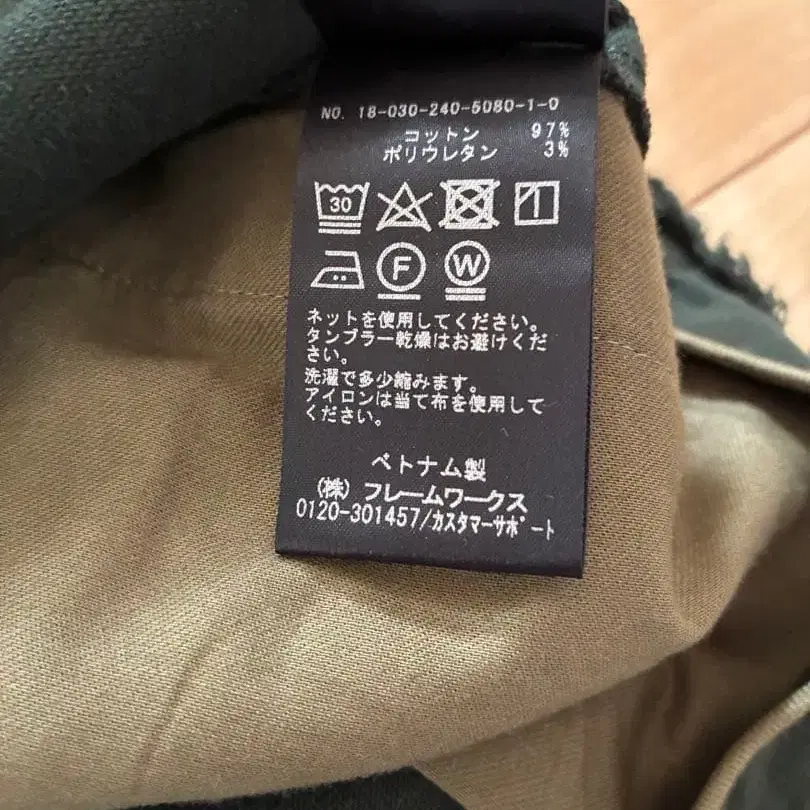 NO. 18-030-240-5080-1-0
コットン 97%
ポリウレタン 3%
30
F W
ネットを使用してください。
タンブラー乾燥はお避けくだ
さい。
洗濯で多少縮みます。
アイロンは当て布を使用して
ください。
ベトナム製
(株) フレームワークス
0120-301457/カスタマーサポート